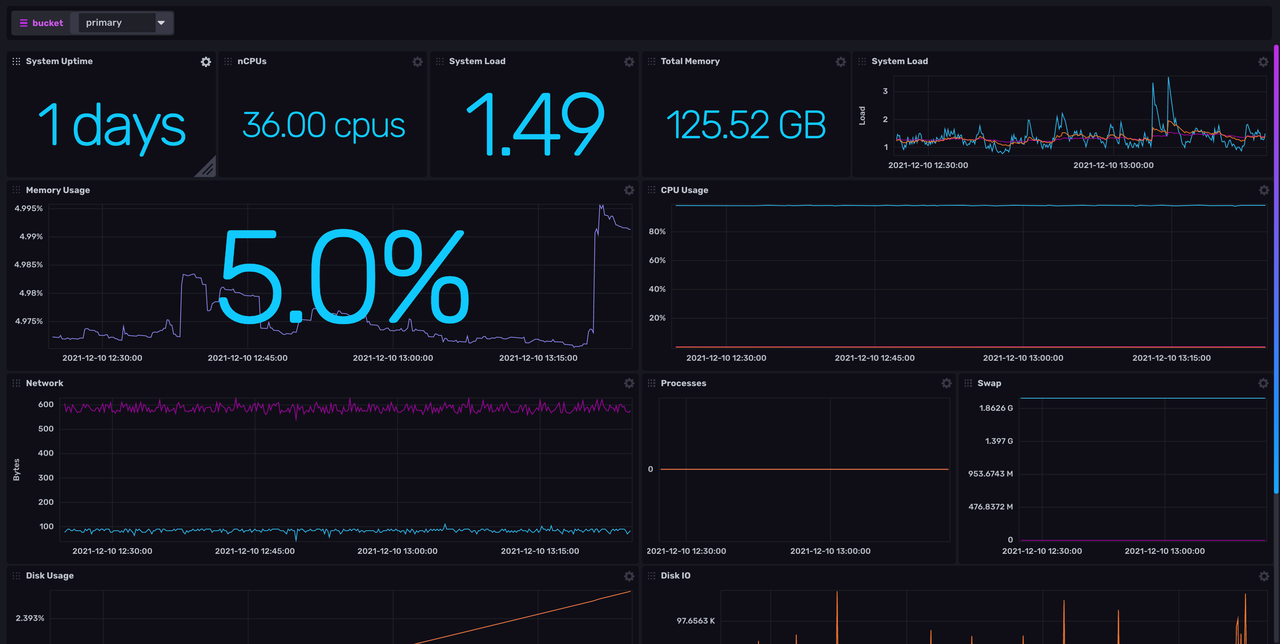 bucket primary
System Uptime
1 days
nCPUs
36.00 cpus
System Load
1.49
Total Memory
125.52 GB
System Load
Load
3
2
1
2021-12-10 12:30:00 2021-12-10 13:00:00
Memory Usage
5.0%
4.995%
4.99%
4.985%
4.98%
4.975%
2021-12-10 12:30:00 2021-12-10 12:45:00 2021-12-10 13:00:00 2021-12-10 13:15:00
CPU Usage
80%
60%
40%
20%
2021-12-10 12:30:00 2021-12-10 12:45:00 2021-12-10 13:00:00 2021-12-10 13:15:00
Network
Bytes
600
500
400
300
200
100
2021-12-10 12:30:00 2021-12-10 12:45:00 2021-12-10 13:00:00 2021-12-10 13:15:00
Processes
0
2021-12-10 12:30:00 2021-12-10 13:00:00
Swap
1.8626 G
1.397 G
953.6743 M
476.8372 M
0
2021-12-10 12:30:00 2021-12-10 13:00:00
Disk Usage
2.393%
Disk IO
97.6563 K